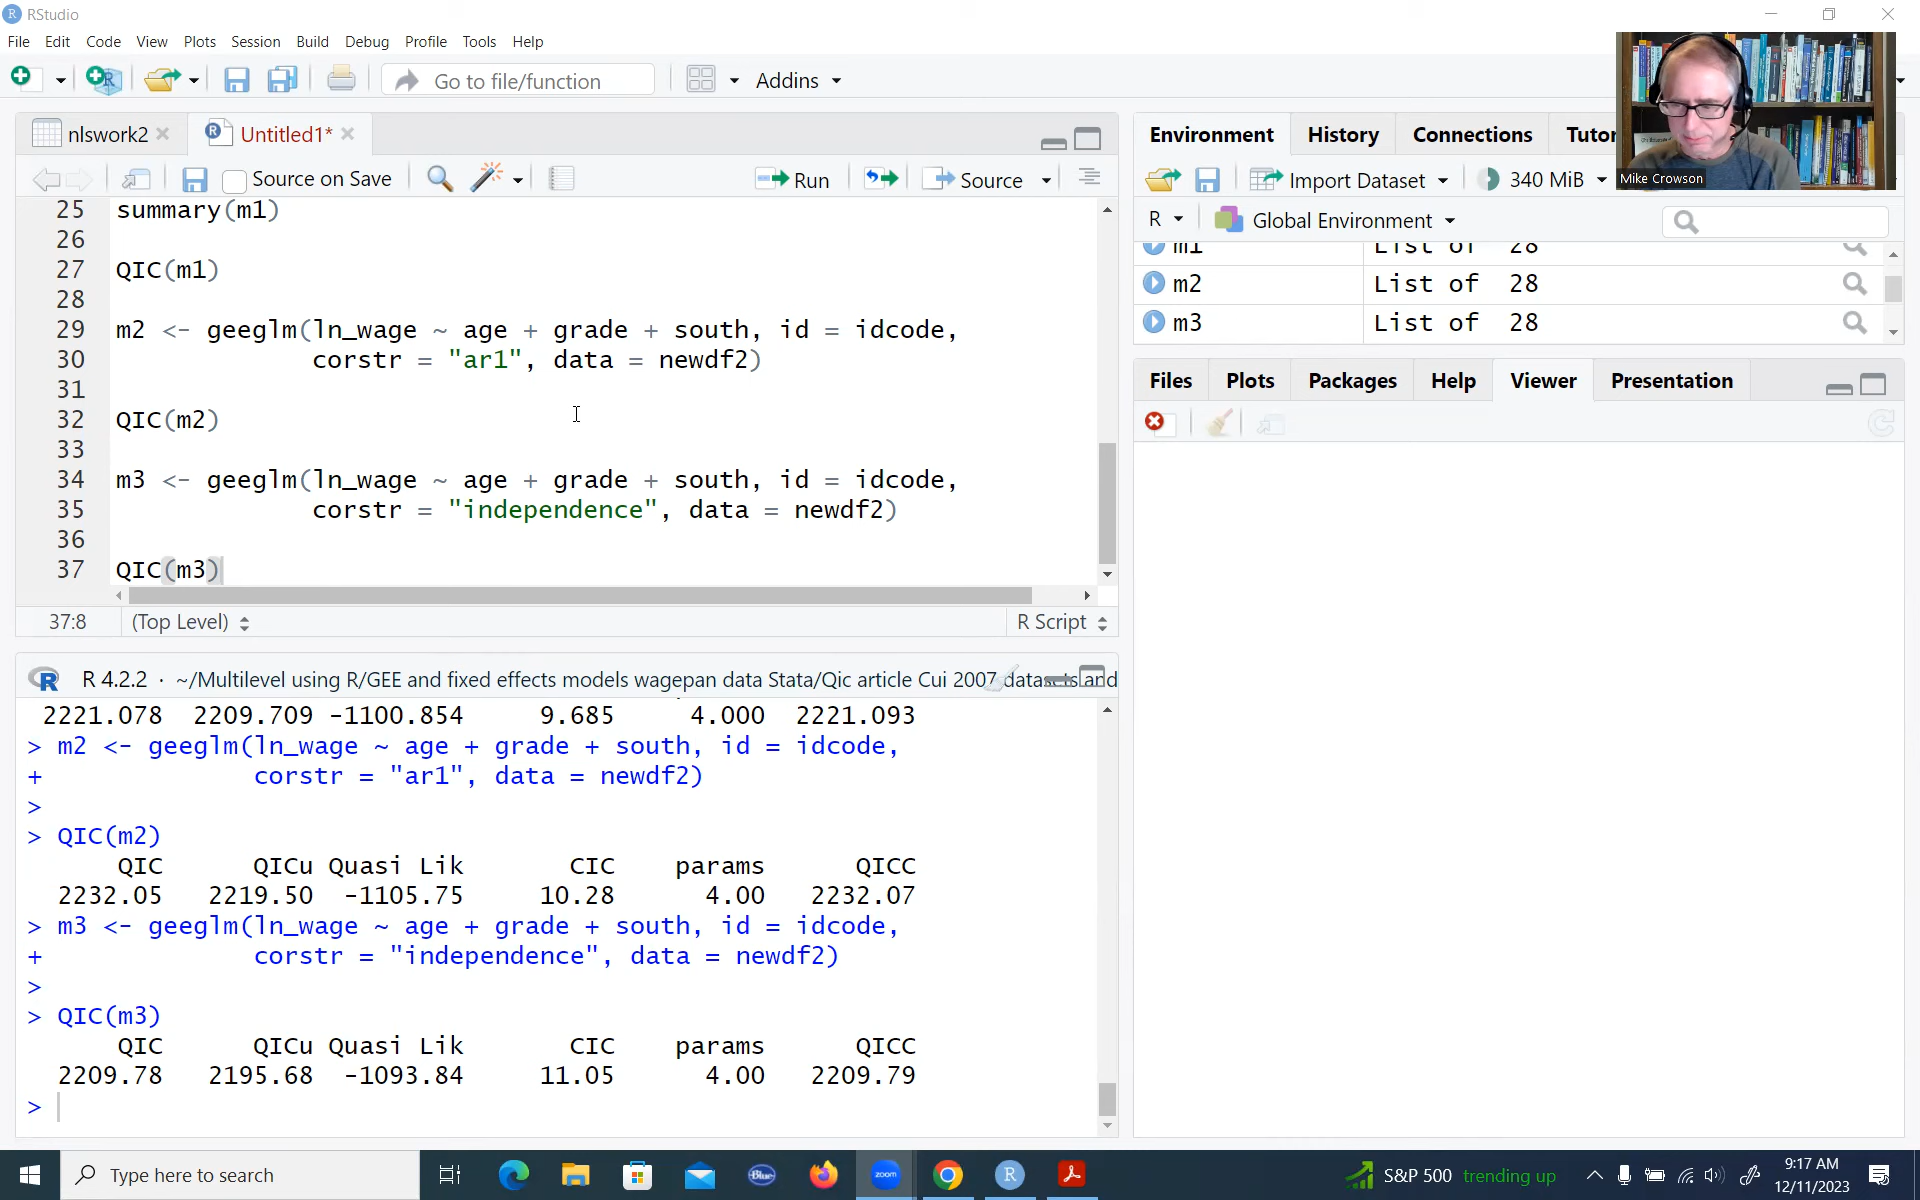 RStudio
File Edit Code View Plots Session Build Debug Profile Tools Help
Go to file/function Addins
nlswork2 Untitled1*
Source on Save Run Source
25 summary(m1)
26
27 QIC(m1)
28
29 m2 <- geeglm(ln_wage ~ age + grade + south, id = idcode,
30 corstr = "ar1", data = newdf2)
31
32 QIC(m2)
33
34 m3 <- geeglm(ln_wage ~ age + grade + south, id = idcode,
35 corstr = "independence", data = newdf2)
36
37 QIC(m3)
37:8 (Top Level) R Script
R 4.2.2 · ~/Multilevel using R/GEE and fixed effects models wagepan data Stata/Qic article Cui 2007 datasets and
2221.078 2209.709 -1100.854 9.685 4.000 2221.093
> m2 <- geeglm(ln_wage ~ age + grade + south, id = idcode,
+ corstr = "ar1", data = newdf2)
>
> QIC(m2)
QIC QICu Quasi Lik CIC params QICC
2232.05 2219.50 -1105.75 10.28 4.00 2232.07
> m3 <- geeglm(ln_wage ~ age + grade + south, id = idcode,
+ corstr = "independence", data = newdf2)
>
> QIC(m3)
QIC QICu Quasi Lik CIC params QICC
2209.78 2195.68 -1093.84 11.05 4.00 2209.79
>
Environment History Connections Tutor
Import Dataset 340 MiB
R Global Environment
m1 List of 28
m2 List of 28
m3 List of 28
Files Plots Packages Help Viewer Presentation
Mike Crowson
Type here to search
Blue
zoom
S&P 500 trending up
9:17 AM
12/11/2023